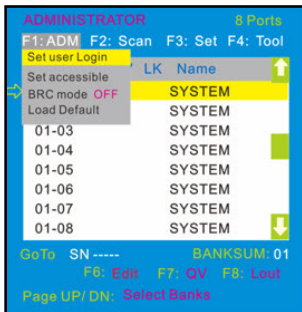 ADMINISTRATOR 8 Ports
F1: ADM F2: Scan F3: Set F4: Tool
Set user Login
LK Name
Set accessible
BRC mode OFF SYSTEM
Load Default SYSTEM
01-03 SYSTEM
01-04 SYSTEM
01-05 SYSTEM
01-06 SYSTEM
01-07 SYSTEM
01-08 SYSTEM
GoTo SN ----- BANKSUM: 01
F6: Edit F7: QV F8: Lout
Page UP/ DN: Select Banks